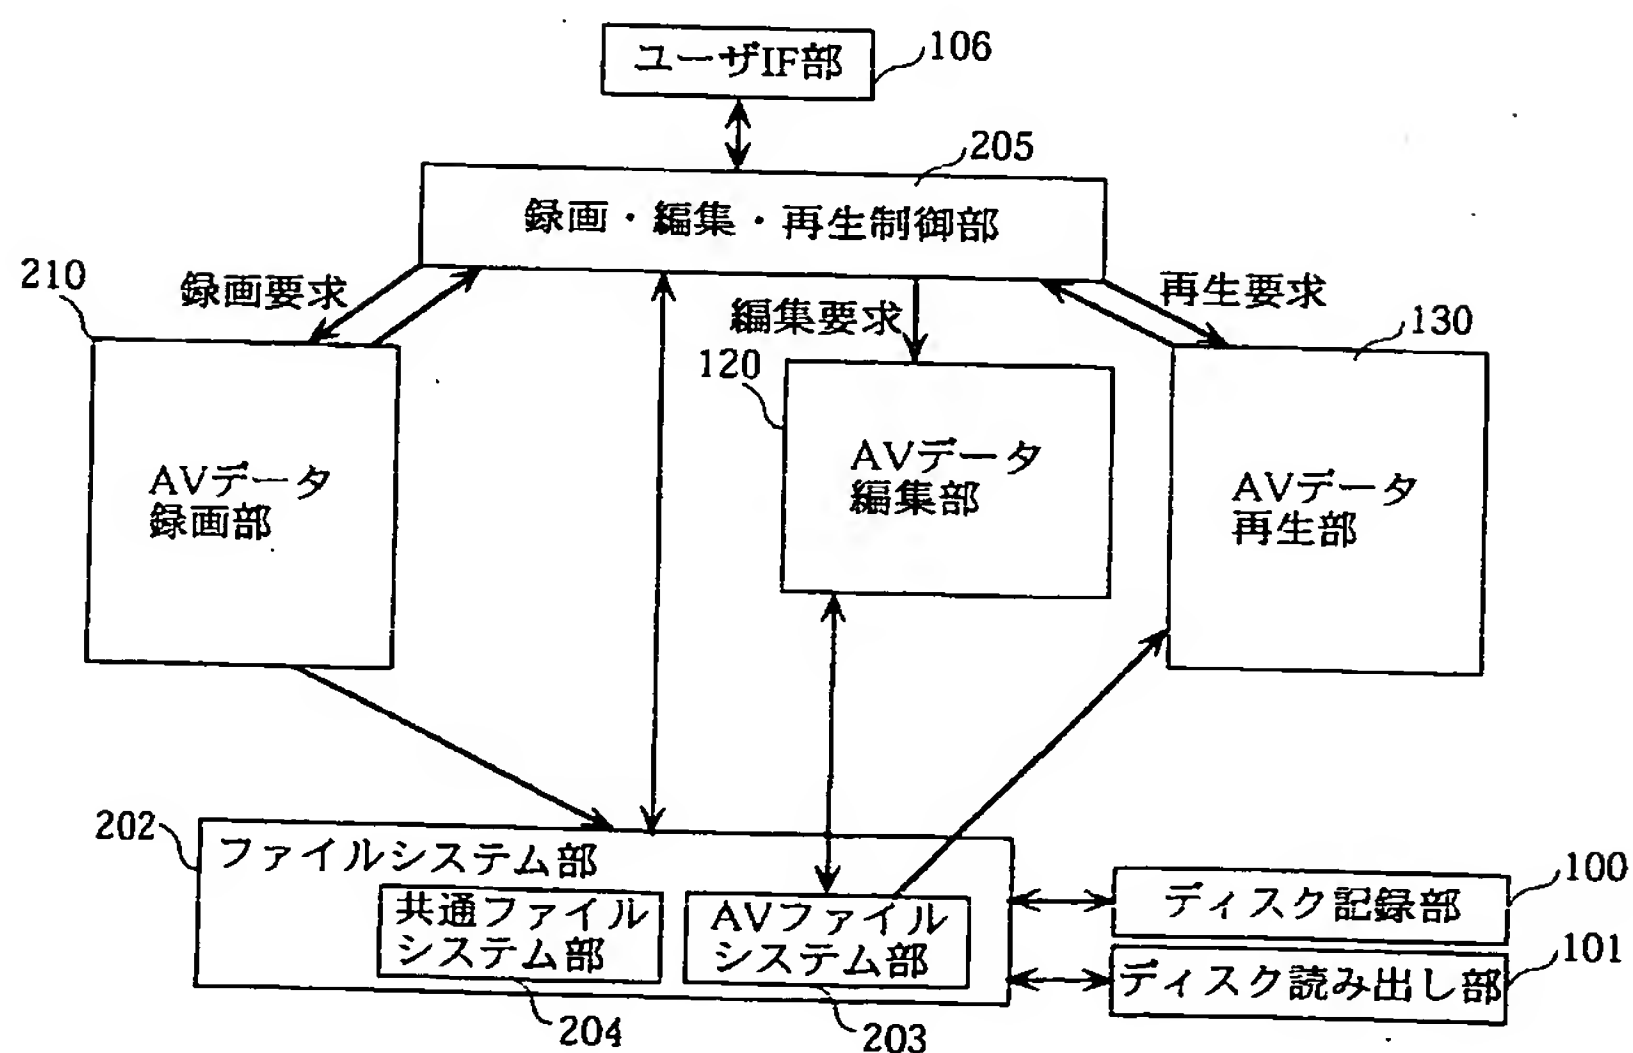 ユーザIF部
106
205
録画・編集・再生制御部
210
録画要求
編集要求
再生要求
130
120
AVデータ
録画部
AVデータ
編集部
AVデータ
再生部
202
ファイルシステム部
共通ファイル
システム部
AVファイル
システム部
ディスク記録部
100
ディスク読み出し部
101
204
203